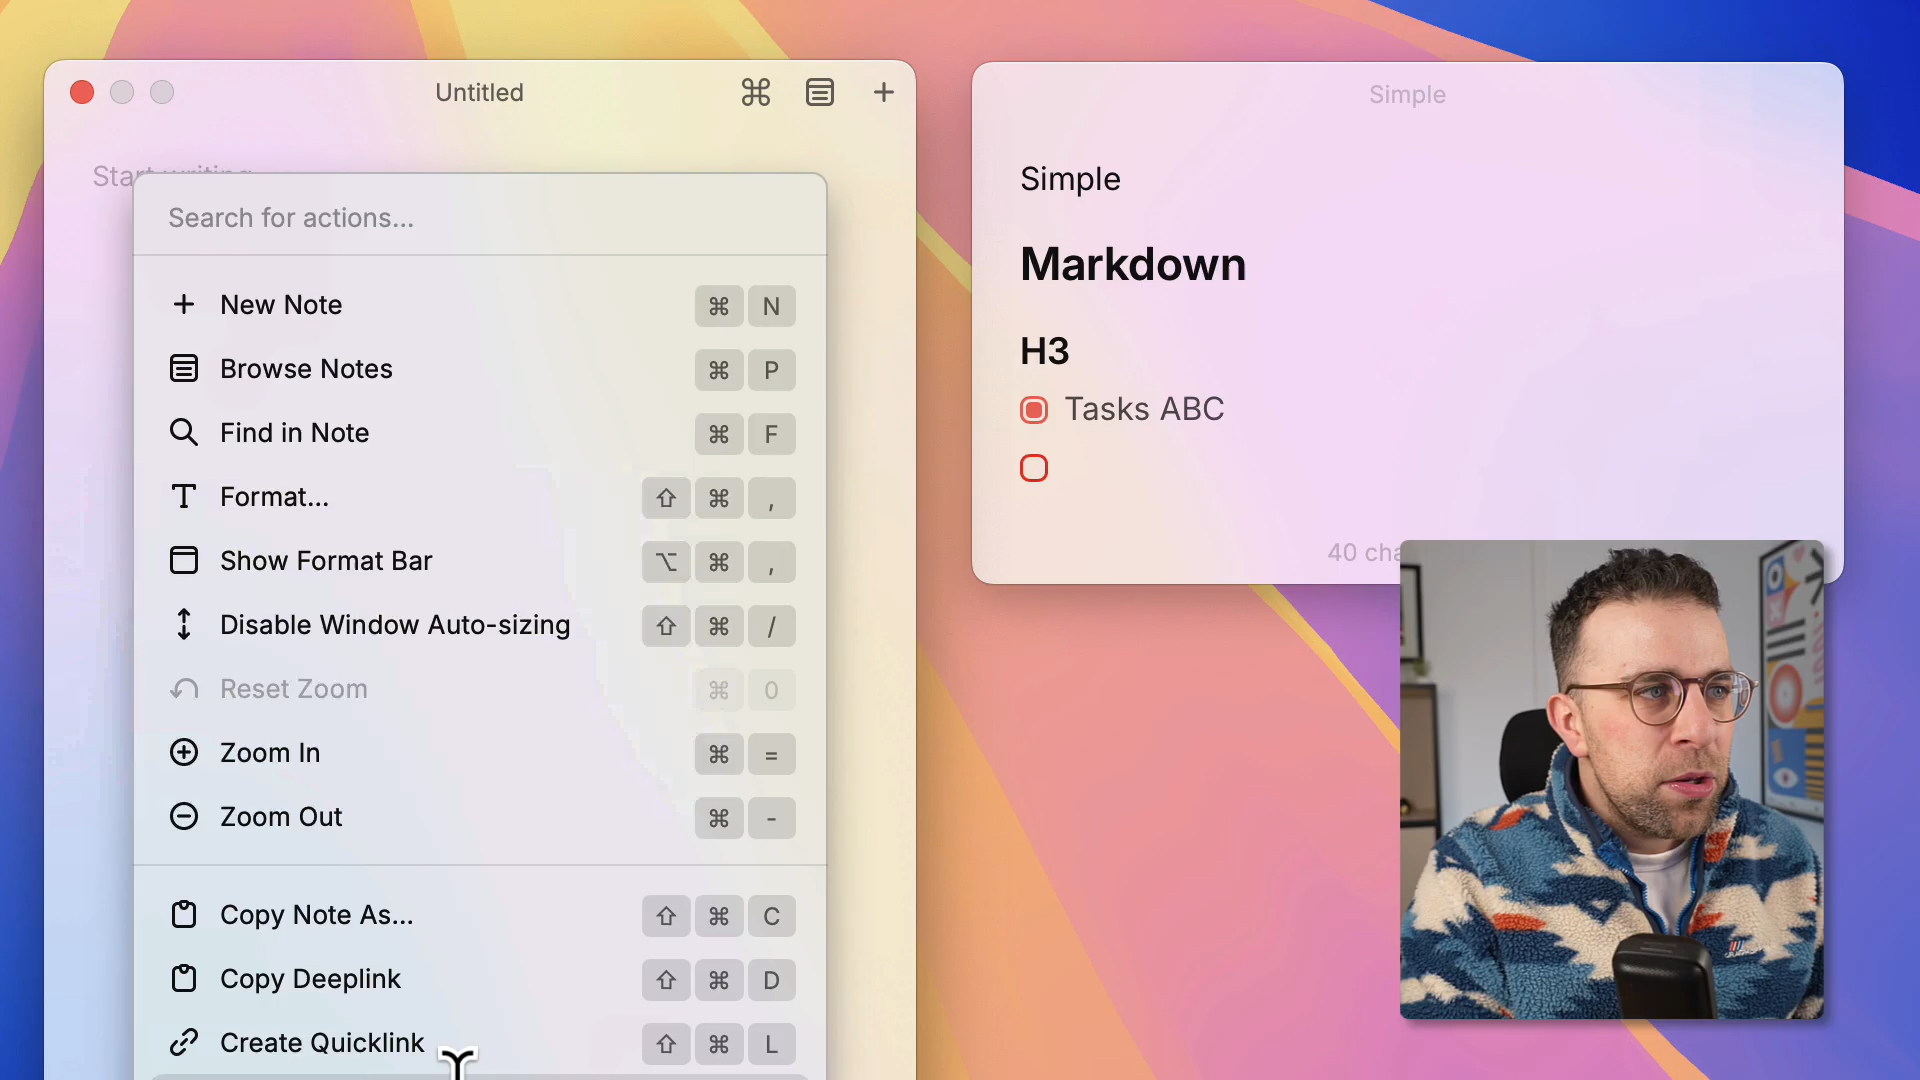 Untitled
Search for actions...
New Note ⌘ N
Browse Notes ⌘ P
Find in Note ⌘ F
Format... ⇧ ⌘ ,
Show Format Bar ⌥ ⌘ ,
Disable Window Auto-sizing ⇧ ⌘ /
Reset Zoom ⌘ 0
Zoom In ⌘ =
Zoom Out ⌘ -
Copy Note As... ⇧ ⌘ C
Copy Deeplink ⇧ ⌘ D
Create Quicklink ⇧ ⌘ L
Simple
Simple
Markdown
H3
Tasks ABC
40